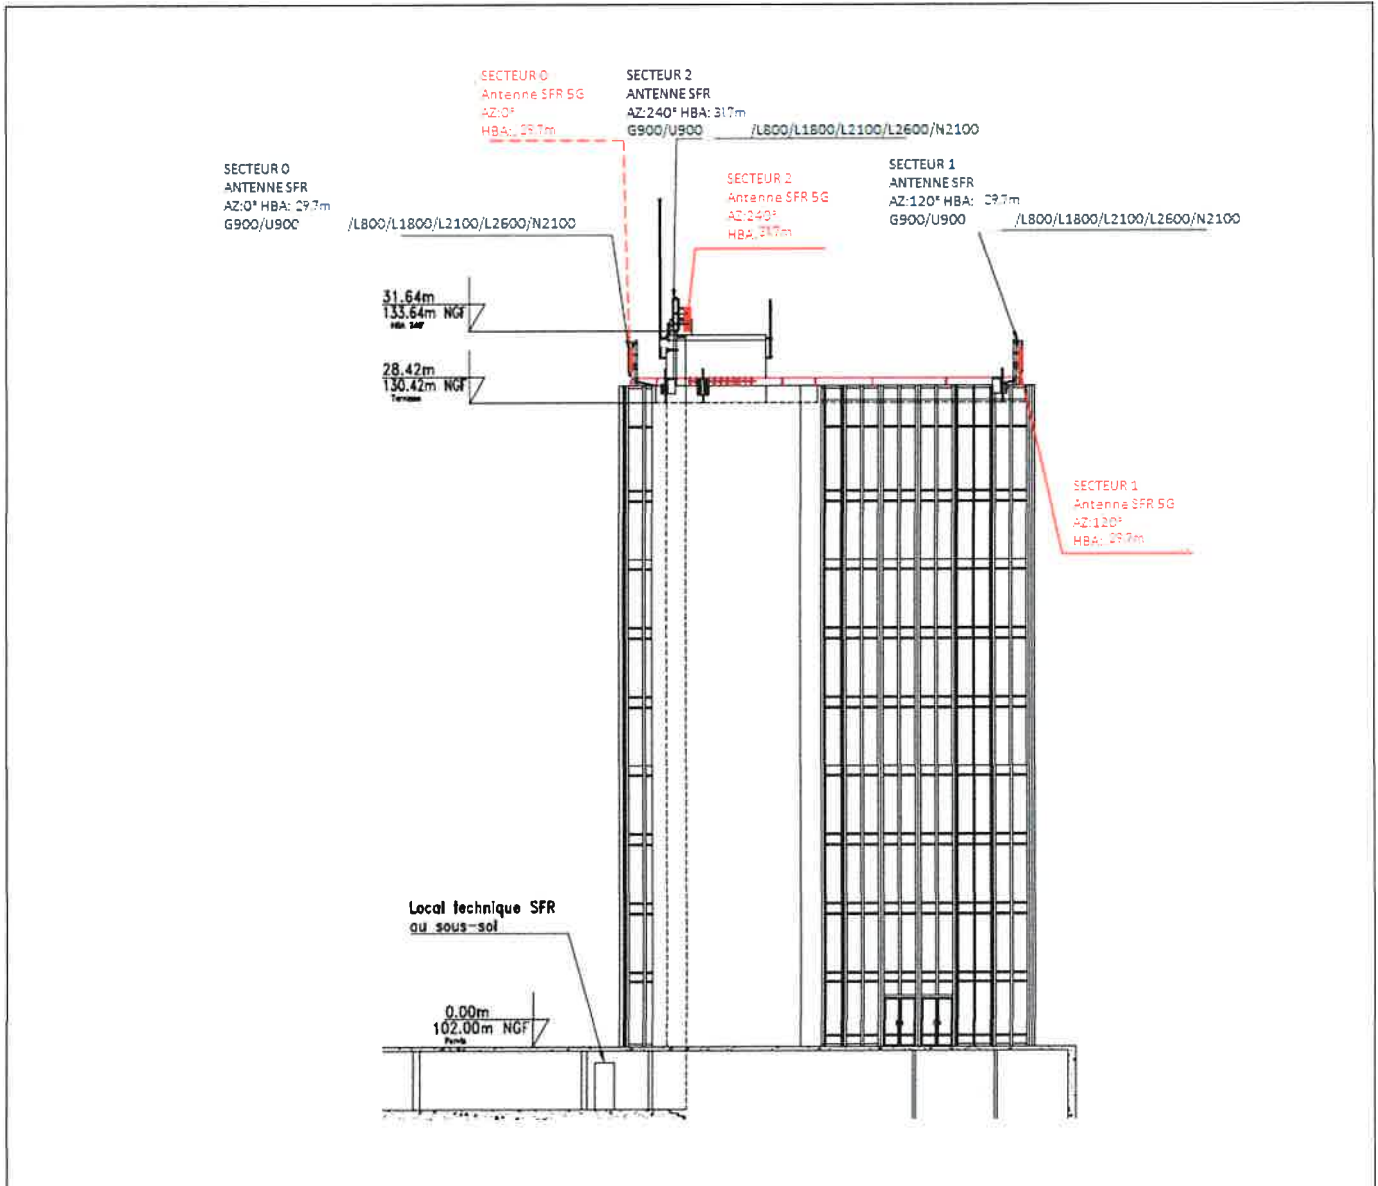 SECTEUR 0
Antenne SFR 5G
AZ:0°
HBA: 29.7m
SECTEUR 2
ANTENNE SFR
AZ:240° HBA: 31.7m
G900/U900 /L800/L1800/L2100/L2600/N2100
SECTEUR 0
ANTENNE SFR
AZ:0° HBA: 29.7m
G900/U900 /L800/L1800/L2100/L2600/N2100
SECTEUR 2
Antenne SFR 5G
AZ:240°
HBA: 31.7m
SECTEUR 1
ANTENNE SFR
AZ:120° HBA: 29.7m
G900/U900 /L800/L1800/L2100/L2600/N2100
31.64m
133.64m NGF
28.42m
130.42m NGF
Terrasse
SECTEUR 1
Antenne SFR 5G
AZ:120°
HBA: 29.7m
Local technique SFR
au sous-sol
0.00m
102.00m NGF
Parvis